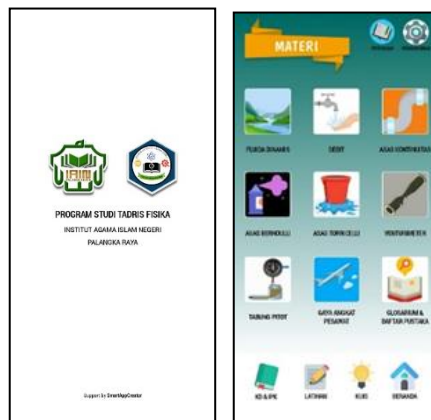 IAIN
PROGRAM STUDI TADRIS FISIKA
INSTITUT AGAMA ISLAM NEGERI
PALANGKA RAYA
Support by SmartAppCreator
MATERI
FLUIDA DINAMIS
DEBIT
ASAS KONTINUITAS
ASAS BERNOULLI
ASAS TORRICELLI
VENTURIMETER
TABUNG PITOT
GAYA ANGKAT
PESAWAT
GLOSARIUM &
DAFTAR PUSTAKA
KD & IPK
LATIHAN
KUIS
BERANDA